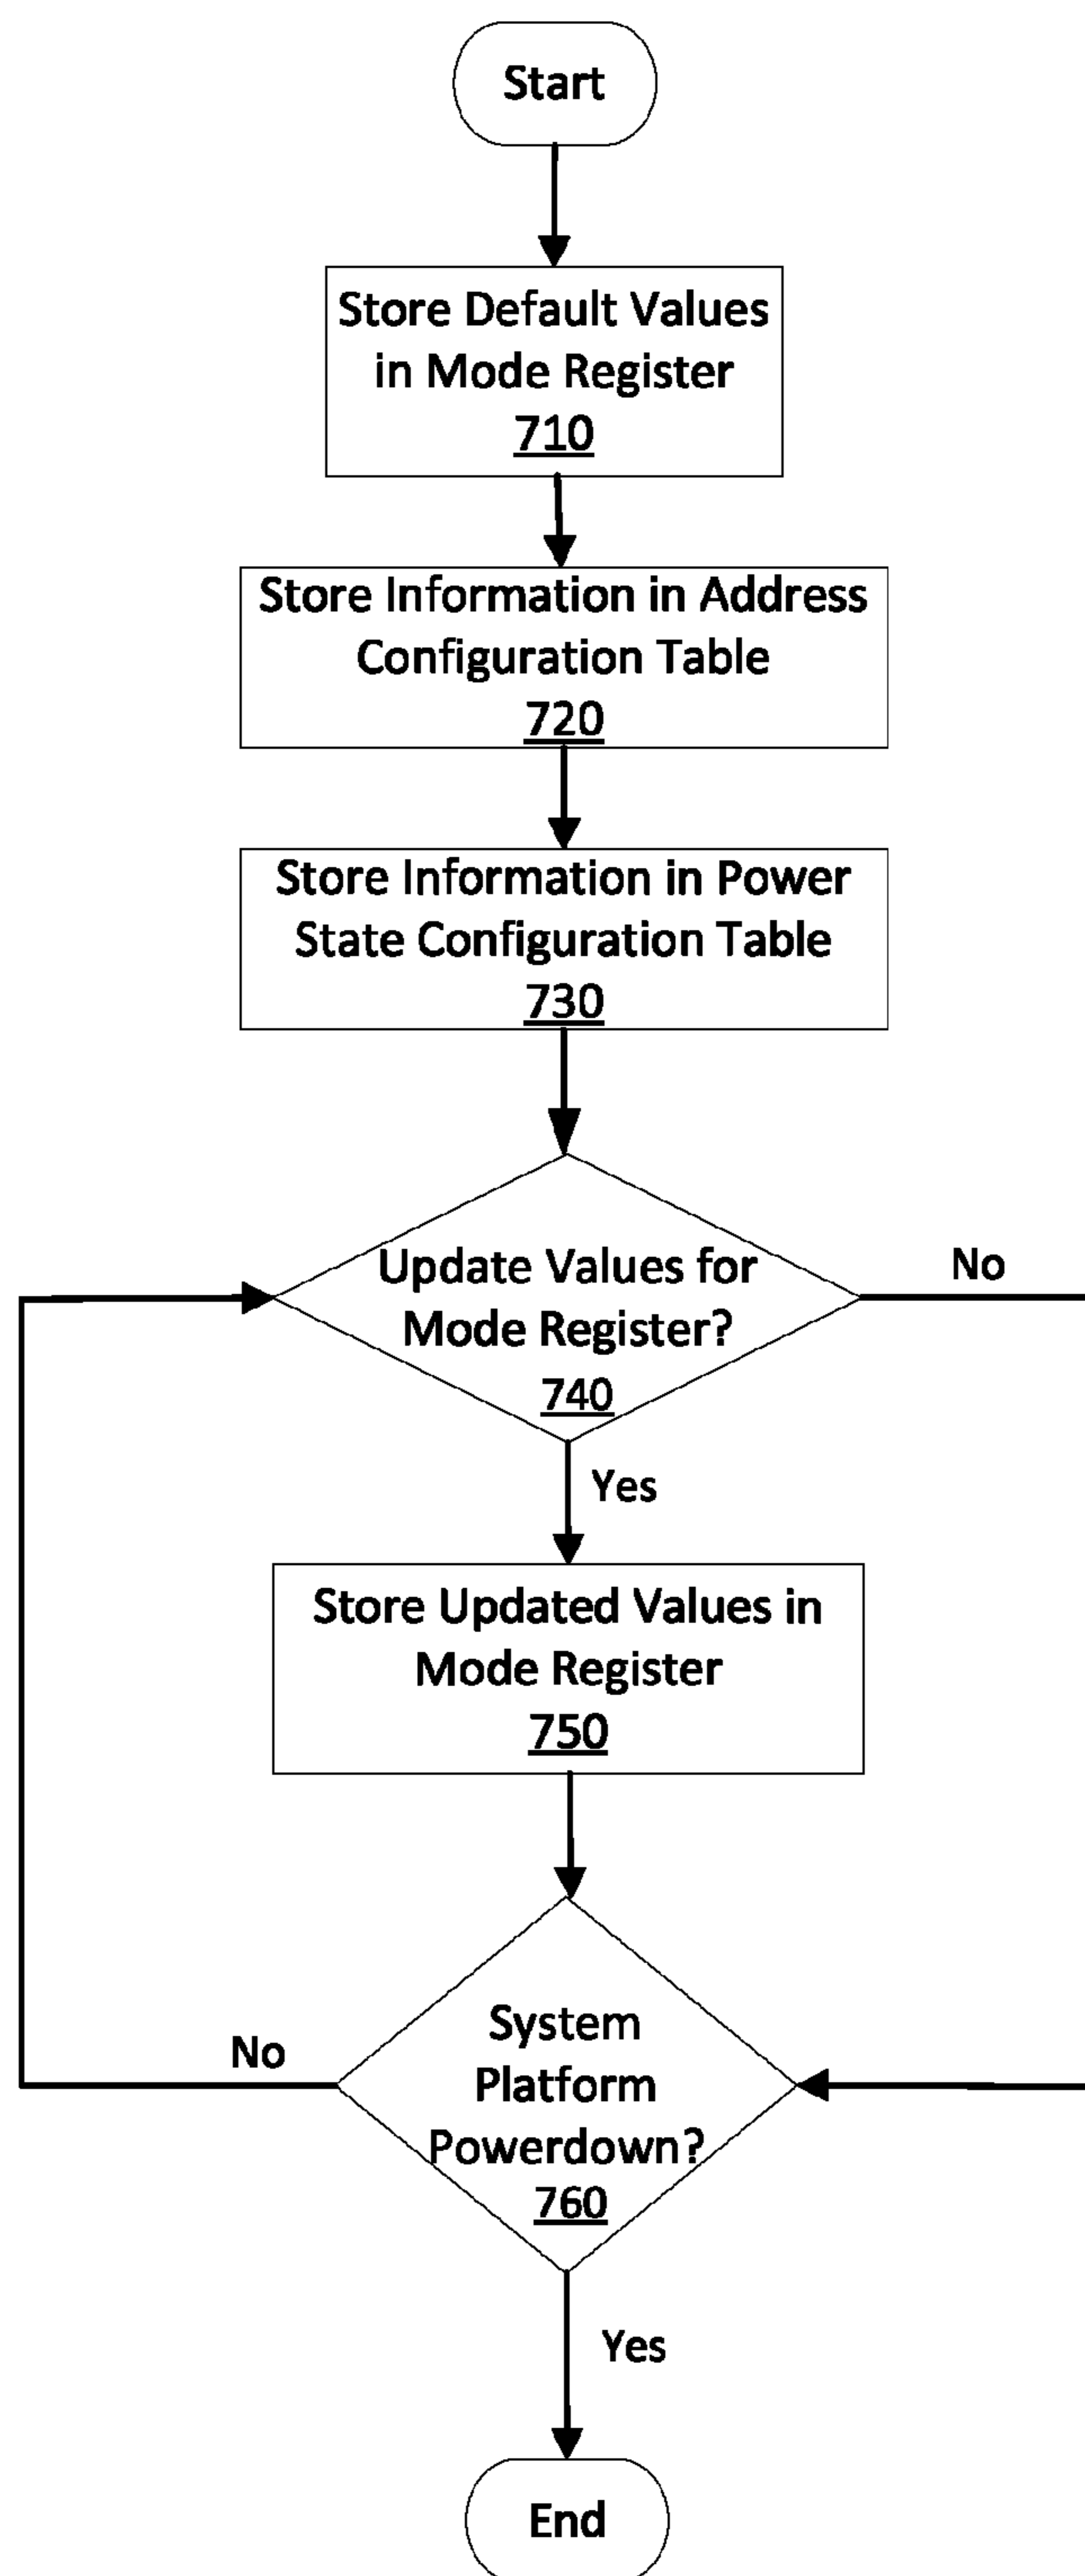 Start
Store Default Values
in Mode Register
710
Store Information in Address
Configuration Table
720
Store Information in Power
State Configuration Table
730
Update Values for
Mode Register?
740
No
Yes
Store Updated Values in
Mode Register
750
System
Platform
Powerdown?
760
No
Yes
End